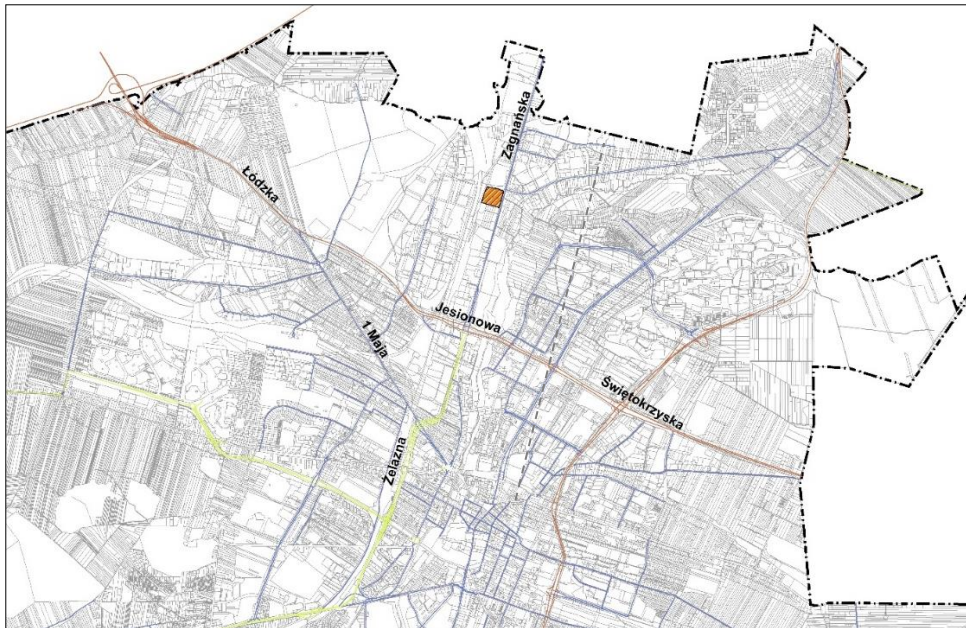 Zagnańska
Łódzka
Jesionowa
1 Maja
Świętokrzyska
Żelazna